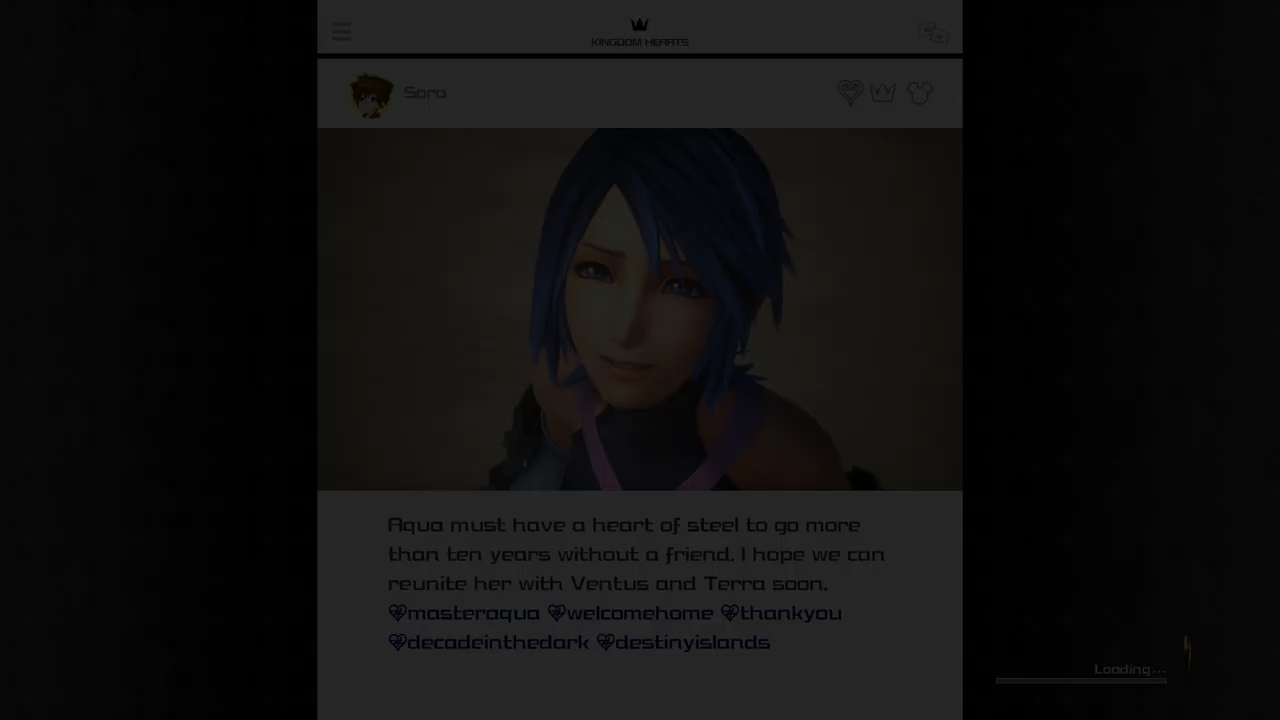 KINGDOM HEARTS
Sora
Aqua must have a heart of steel to go more
than ten years without a friend. I hope we can
reunite her with Ventus and Terra soon.
masteraqua welcomehome thankyou
decadeinthedark destinyislands
Loading...